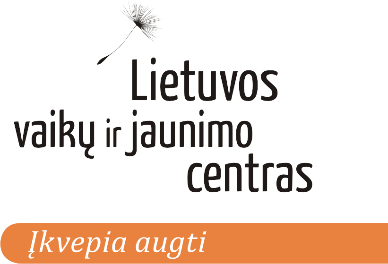 Lietuvos
vaikų ir jaunimo
centras
Įkvepia augti